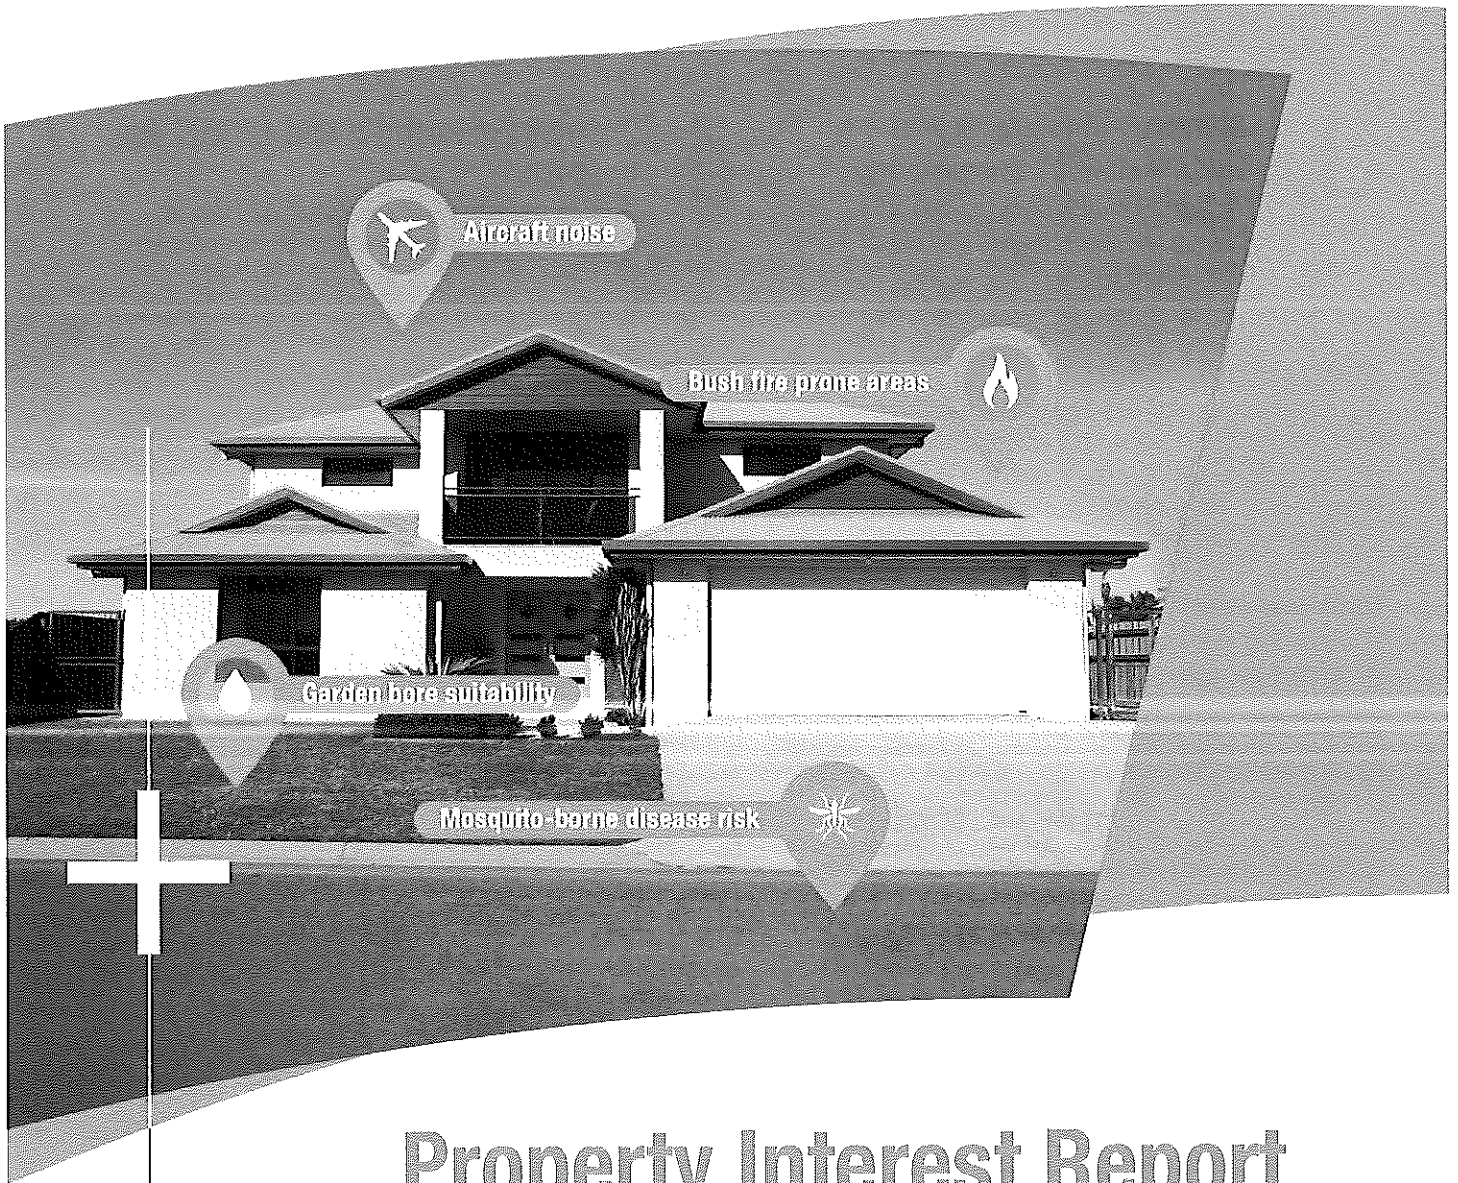 Aircraft noise
Bush fire prone areas
Garden bore suitability
Mosquito-borne disease risk
Property Interest Report